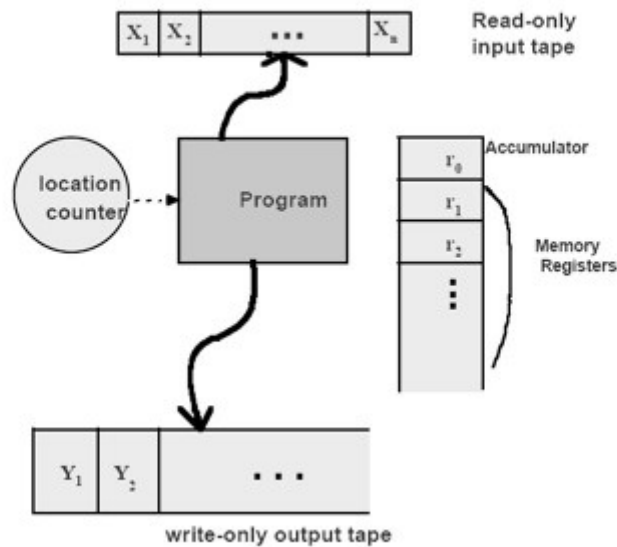 X1 X2 ... Xn
Read-only
input tape
location
counter
Program
Accumulator
r0
r1
r2
Memory
Registers
Y1 Y2 ...
write-only output tape